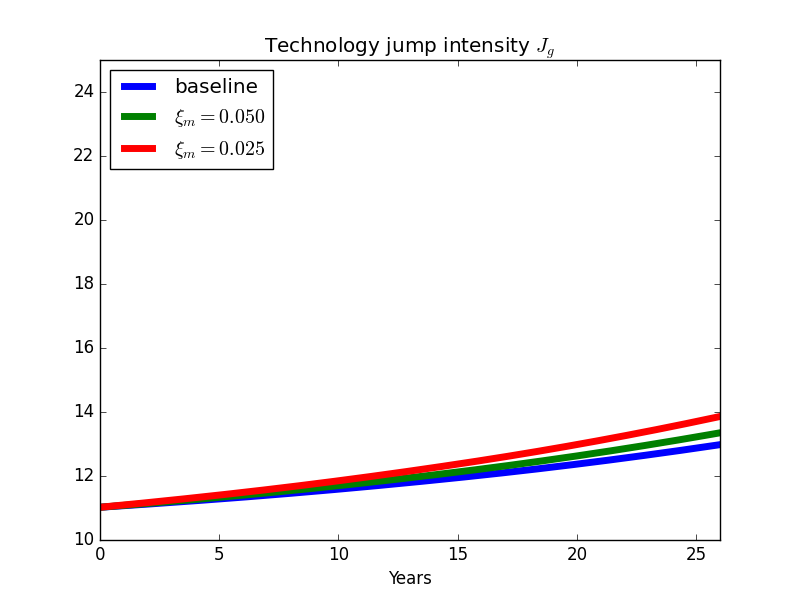 Technology jump intensity $J_g$
baseline
$\xi_m = 0.050$
$\xi_m = 0.025$
24
22
20
18
16
14
12
10
0 5 10 15 20 25
Years